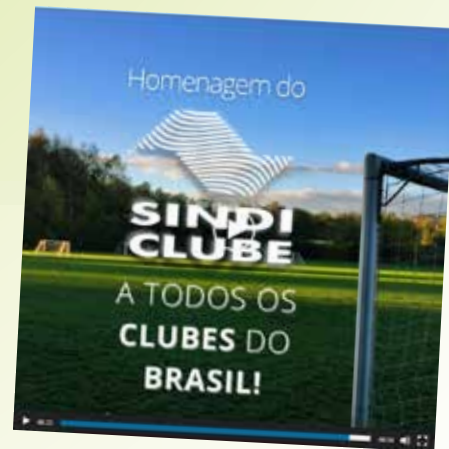 Homenagem do
SINDI
CLUBE
A TODOS OS
CLUBES DO
BRASIL!